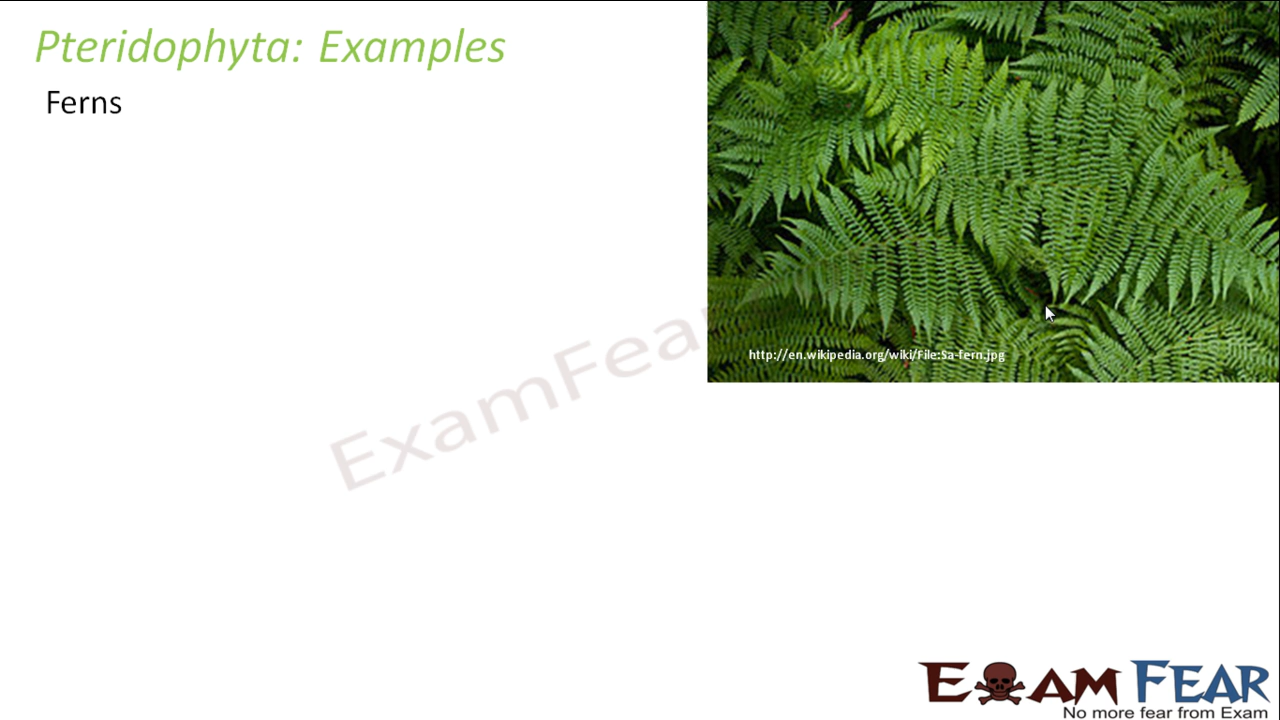 Pteridophyta: Examples
Ferns
http://en.wikipedia.org/wiki/File:Sa-fern.jpg
ExamFear
EXAM FEAR
No more fear from Exam